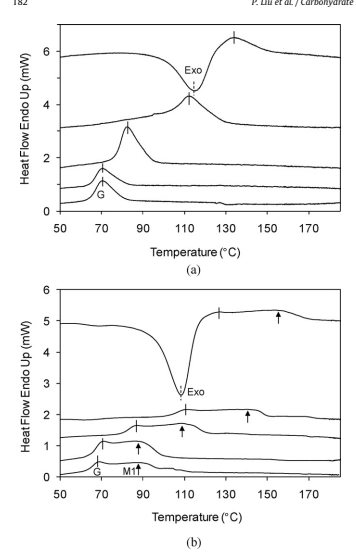 182
P. Liu et al. / Carbohydrate
6
4
2
0
Heat Flow Endo Up (mW)
Exo
G
50 70 90 110 130 150 170
Temperature (°C)
(a)
6
5
4
3
2
1
0
Heat Flow Endo Up (mW)
Exo
G
M1
50 70 90 110 130 150 170
Temperature (°C)
(b)